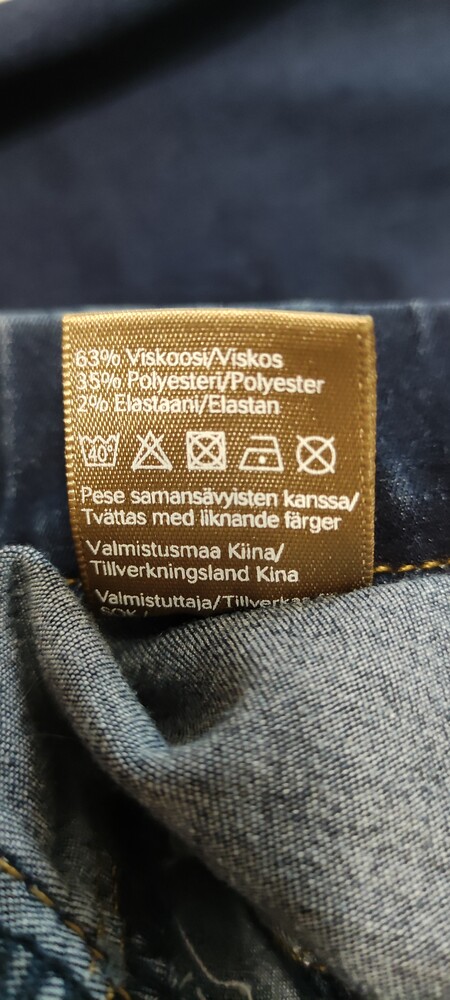 63% Viskoosi/Viskos
35% Polyesteri/Polyester
2% Elastaani/Elastan
40°
Pese samansävyisten kanssa/
Tvättas med liknande färger
Valmistusmaa Kiina/
Tillverkningsland Kina
Valmistuttaja/
SOK